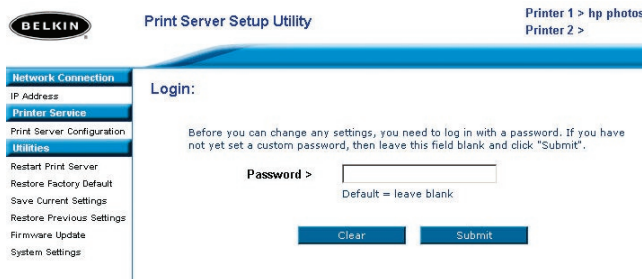 BELKIN
Print Server Setup Utility
Printer 1 > hp photos
Printer 2 >
Network Connection
IP Address
Printer Service
Print Server Configuration
Utilities
Restart Print Server
Restore Factory Default
Save Current Settings
Restore Previous Settings
Firmware Update
System Settings
Login:
Before you can change any settings, you need to log in with a password. If you have
not yet set a custom password, then leave this field blank and click "Submit".
Password >
Default = leave blank
Clear
Submit